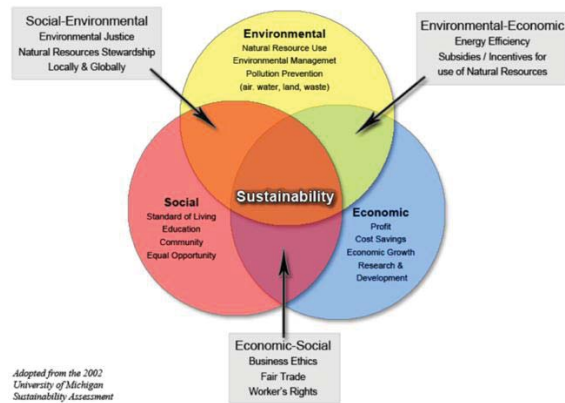 Social-Environmental
Environmental Justice
Natural Resources Stewardship
Locally & Globally
Environmental
Natural Resource Use
Environmental Managemet
Pollution Prevention
(air. water, land, waste)
Environmental-Economic
Energy Efficiency
Subsidies / Incentives for
use of Natural Resources
Sustainability
Social
Standard of Living
Education
Community
Equal Opportunity
Economic
Profit
Cost Savings
Economic Growth
Research &
Development
Economic-Social
Business Ethics
Fair Trade
Worker's Rights
Adopted from the 2002
University of Michigan
Sustainability Assessment